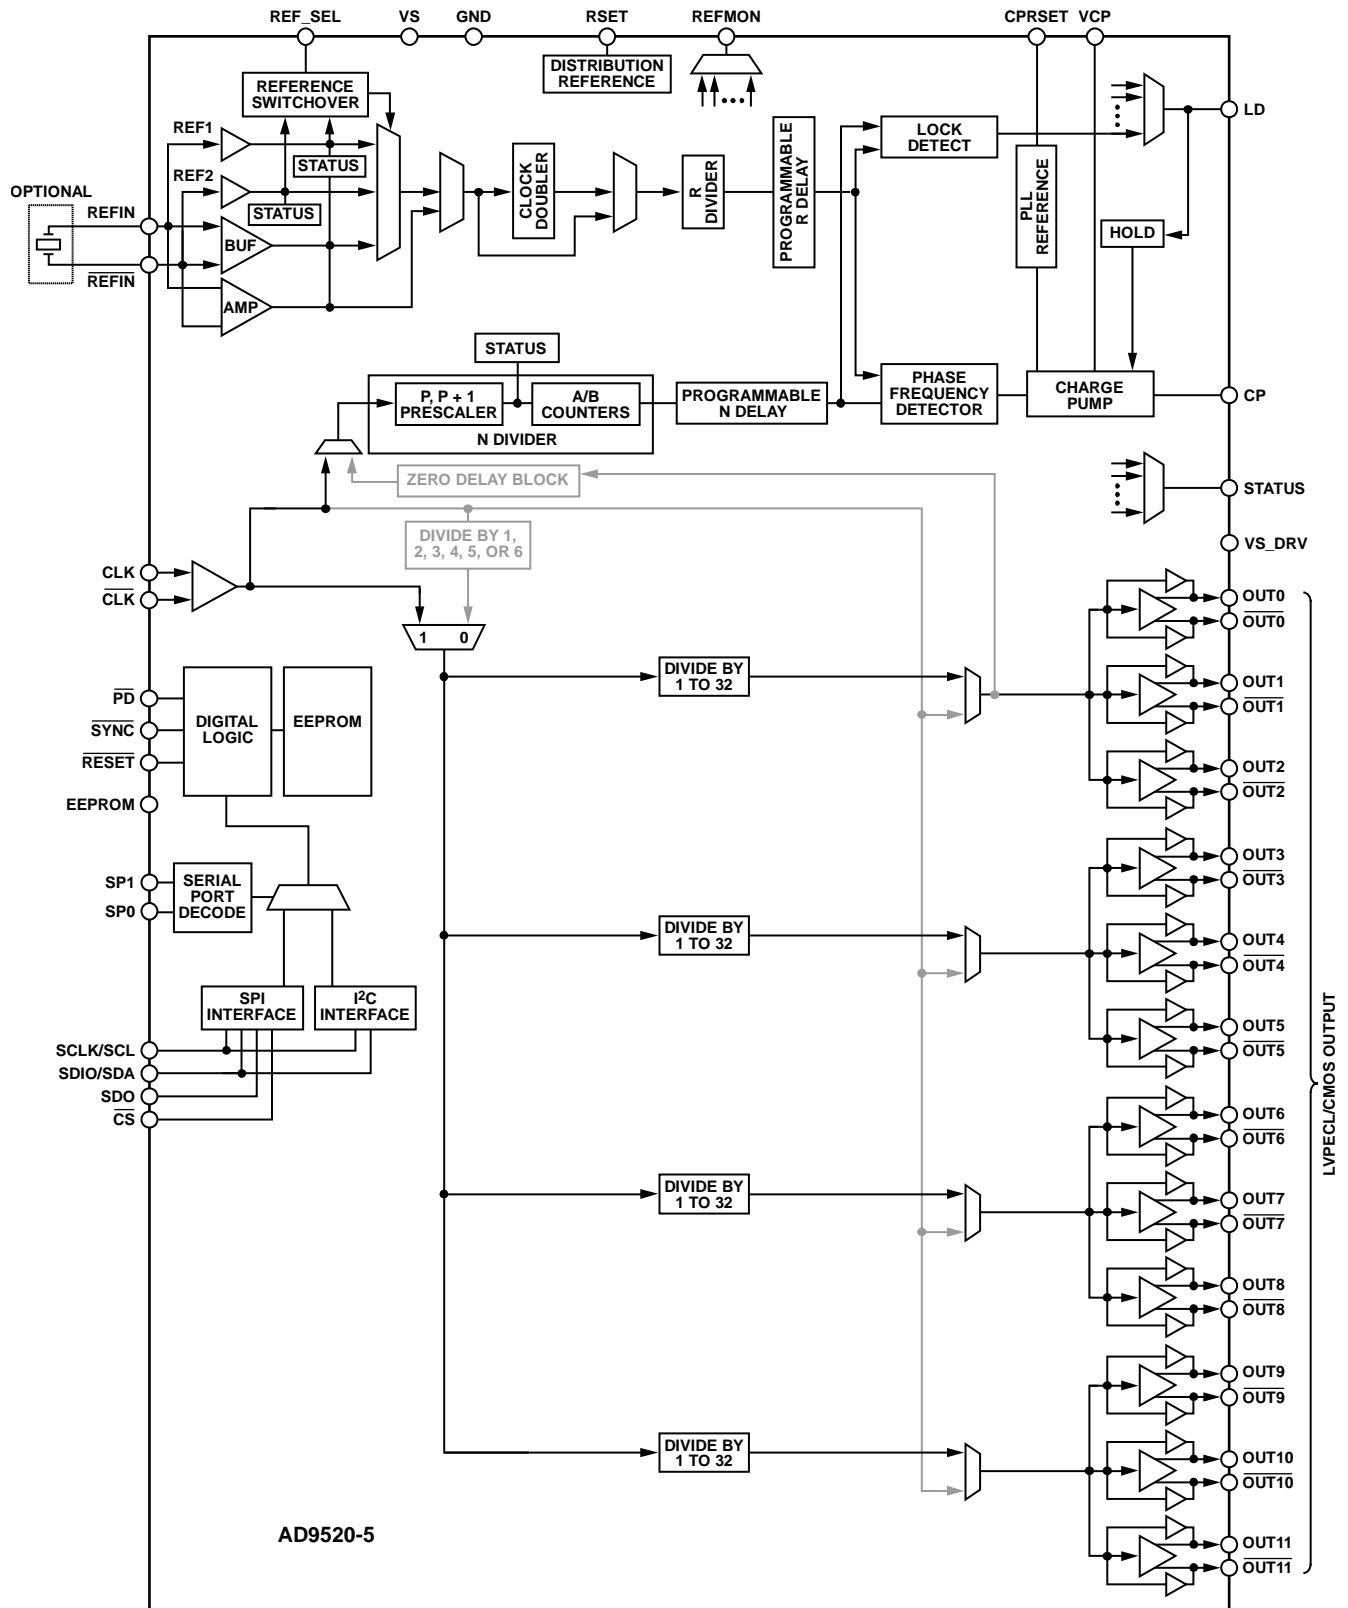 REF_SEL VS GND RSET REFMON CPRSET VCP
REFERENCE
SWITCHOVER
DISTRIBUTION
REFERENCE
REF1
STATUS
REF2
STATUS
OPTIONAL
REFIN
REFIN
BUF
AMP
CLOCK
DOUBLER
R
DIVIDER
PROGRAMMABLE
R DELAY
LOCK
DETECT
PLL
REFERENCE
HOLD
LD
STATUS
P, P + 1
PRESCALER
A/B
COUNTERS
N DIVIDER
PROGRAMMABLE
N DELAY
PHASE
FREQUENCY
DETECTOR
CHARGE
PUMP
CP
ZERO DELAY BLOCK
STATUS
DIVIDE BY 1,
2, 3, 4, 5, OR 6
VS_DRV
CLK
CLK
1 0
PD
SYNC
RESET
EEPROM
DIGITAL
LOGIC
EEPROM
SP1
SP0
SERIAL
PORT
DECODE
SPI
INTERFACE
I2C
INTERFACE
SCLK/SCL
SDIO/SDA
SDO
CS
DIVIDE BY
1 TO 32
DIVIDE BY
1 TO 32
DIVIDE BY
1 TO 32
DIVIDE BY
1 TO 32
OUT0
OUT0
OUT1
OUT1
OUT2
OUT2
OUT3
OUT3
OUT4
OUT4
OUT5
OUT5
OUT6
OUT6
OUT7
OUT7
OUT8
OUT8
OUT9
OUT9
OUT10
OUT10
OUT11
OUT11
LVPECL/CMOS OUTPUT
AD9520-5